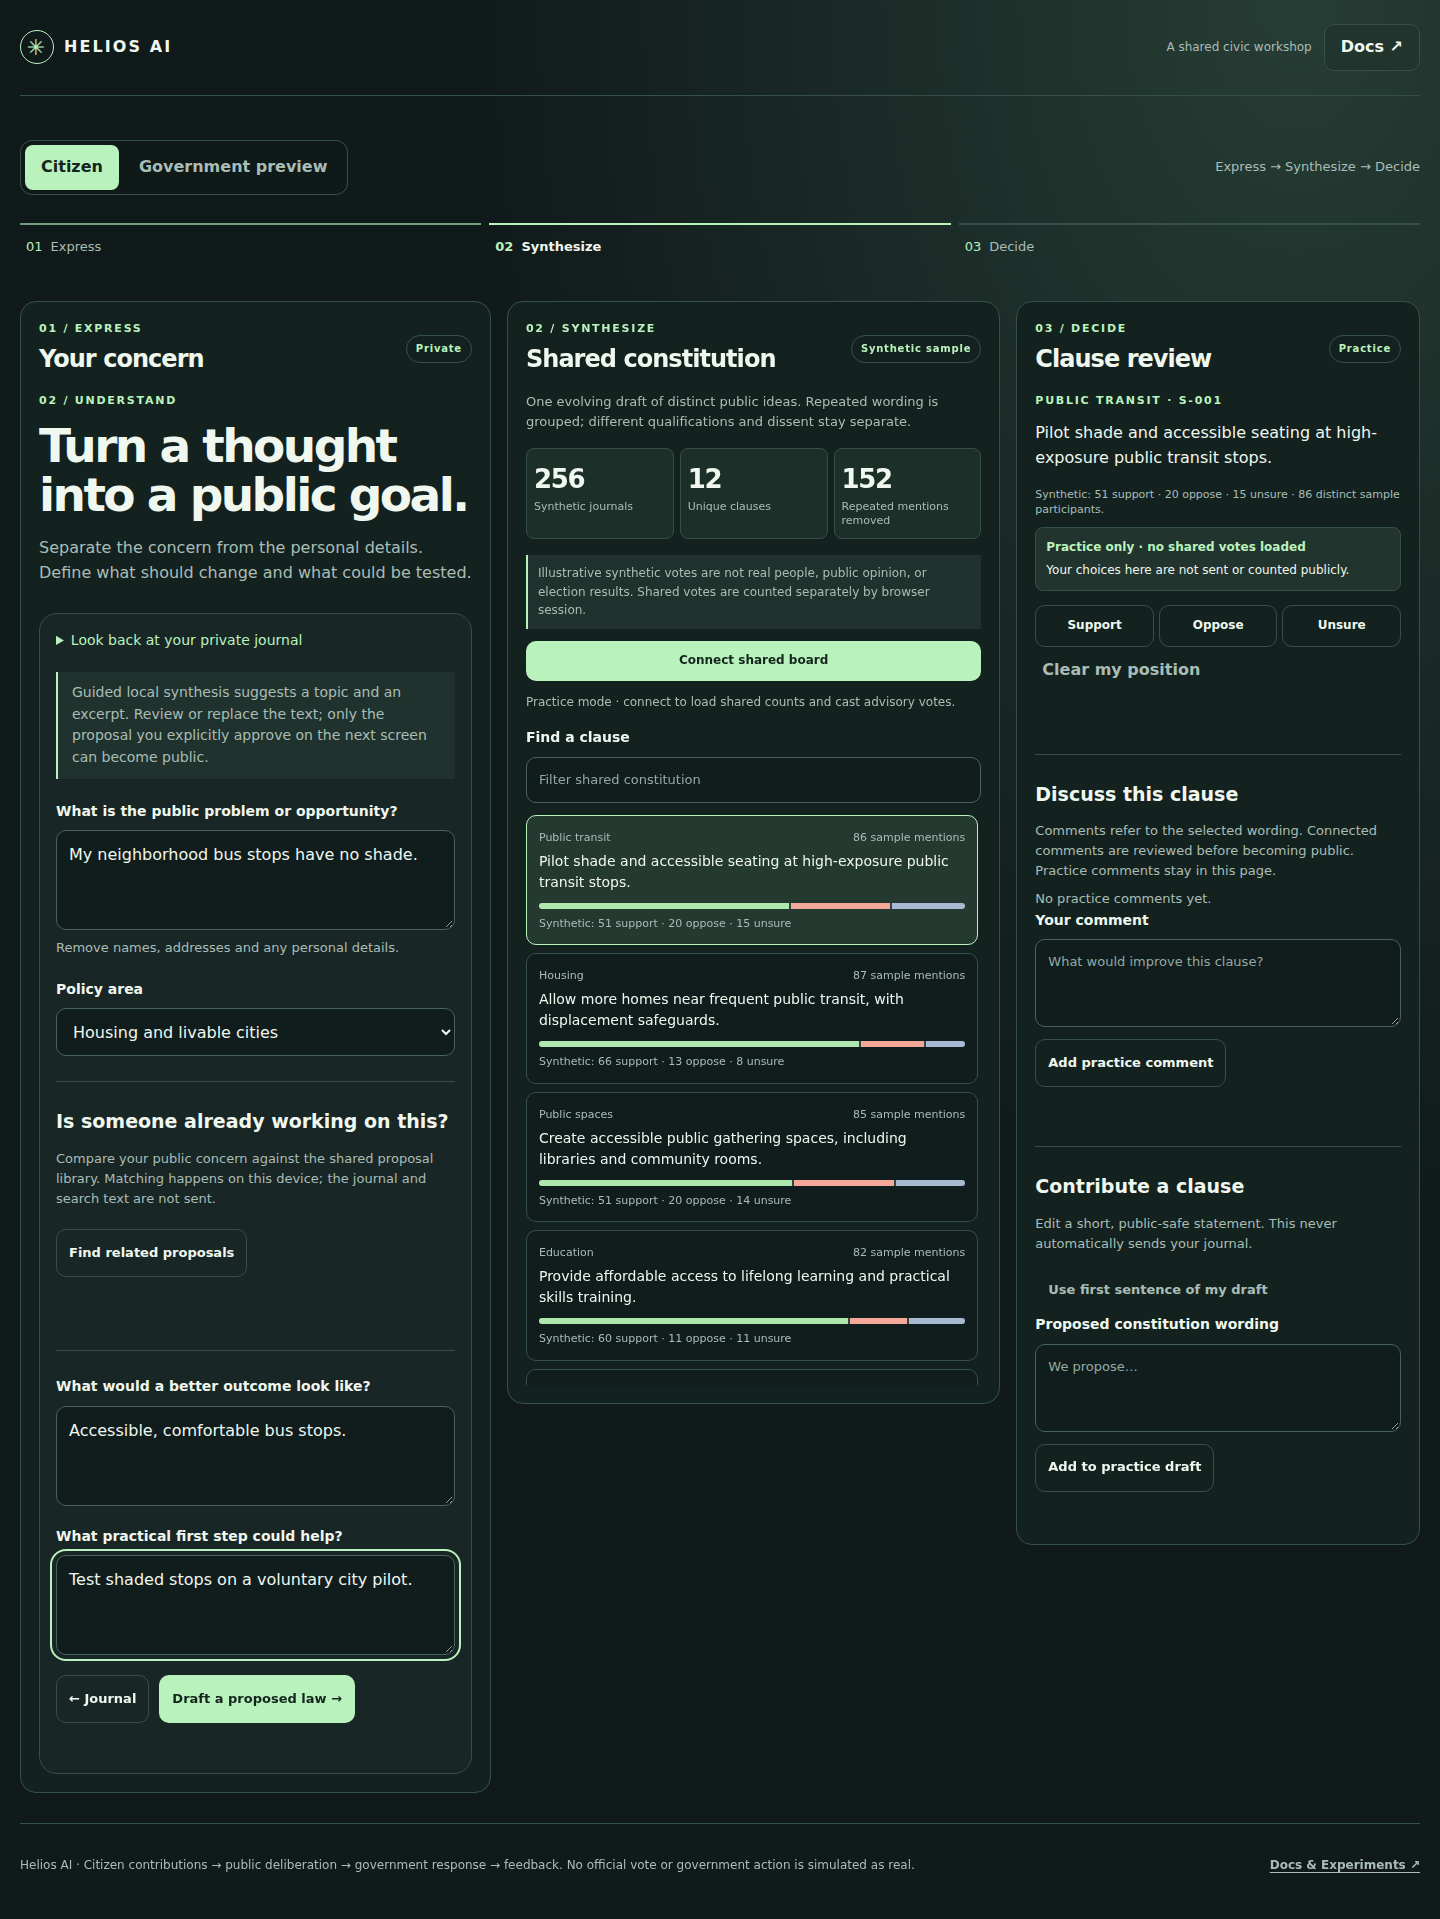 HELIOS AI
A shared civic workshop
Docs ↗
Citizen
Government preview
Express → Synthesize → Decide
01 Express
02 Synthesize
03 Decide
01 / EXPRESS
Your concern
Private
02 / UNDERSTAND
Turn a thought
into a public goal.
Separate the concern from the personal details.
Define what should change and what could be tested.
▶ Look back at your private journal
Guided local synthesis suggests a topic and an
excerpt. Review or replace the text; only the
proposal you explicitly approve on the next screen
can become public.
What is the public problem or opportunity?
My neighborhood bus stops have no shade.
Remove names, addresses and any personal details.
Policy area
Housing and livable cities
Is someone already working on this?
Compare your public concern against the shared proposal
library. Matching happens on this device; the journal and
search text are not sent.
Find related proposals
What would a better outcome look like?
Accessible, comfortable bus stops.
What practical first step could help?
Test shaded stops on a voluntary city pilot.
← Journal
Draft a proposed law →
02 / SYNTHESIZE
Shared constitution
Synthetic sample
One evolving draft of distinct public ideas. Repeated wording is
grouped; different qualifications and dissent stay separate.
256
Synthetic journals
12
Unique clauses
152
Repeated mentions
removed
Illustrative synthetic votes are not real people, public opinion, or
election results. Shared votes are counted separately by browser
session.
Connect shared board
Practice mode · connect to load shared counts and cast advisory votes.
Find a clause
Filter shared constitution
Public transit
86 sample mentions
Pilot shade and accessible seating at high-exposure public
transit stops.
Synthetic: 51 support · 20 oppose · 15 unsure
Housing
87 sample mentions
Allow more homes near frequent public transit, with
displacement safeguards.
Synthetic: 66 support · 13 oppose · 8 unsure
Public spaces
85 sample mentions
Create accessible public gathering spaces, including
libraries and community rooms.
Synthetic: 51 support · 20 oppose · 14 unsure
Education
82 sample mentions
Provide affordable access to lifelong learning and practical
skills training.
Synthetic: 60 support · 11 oppose · 11 unsure
03 / DECIDE
Clause review
Practice
PUBLIC TRANSIT · S-001
Pilot shade and accessible seating at high-
exposure public transit stops.
Synthetic: 51 support · 20 oppose · 15 unsure · 86 distinct sample
participants.
Practice only · no shared votes loaded
Your choices here are not sent or counted publicly.
Support
Oppose
Unsure
Clear my position
Discuss this clause
Comments refer to the selected wording. Connected
comments are reviewed before becoming public.
Practice comments stay in this page.
No practice comments yet.
Your comment
What would improve this clause?
Add practice comment
Contribute a clause
Edit a short, public-safe statement. This never
automatically sends your journal.
Use first sentence of my draft
Proposed constitution wording
We propose…
Add to practice draft
Helios AI · Citizen contributions → public deliberation → government response → feedback. No official vote or government action is simulated as real.
Docs & Experiments ↗